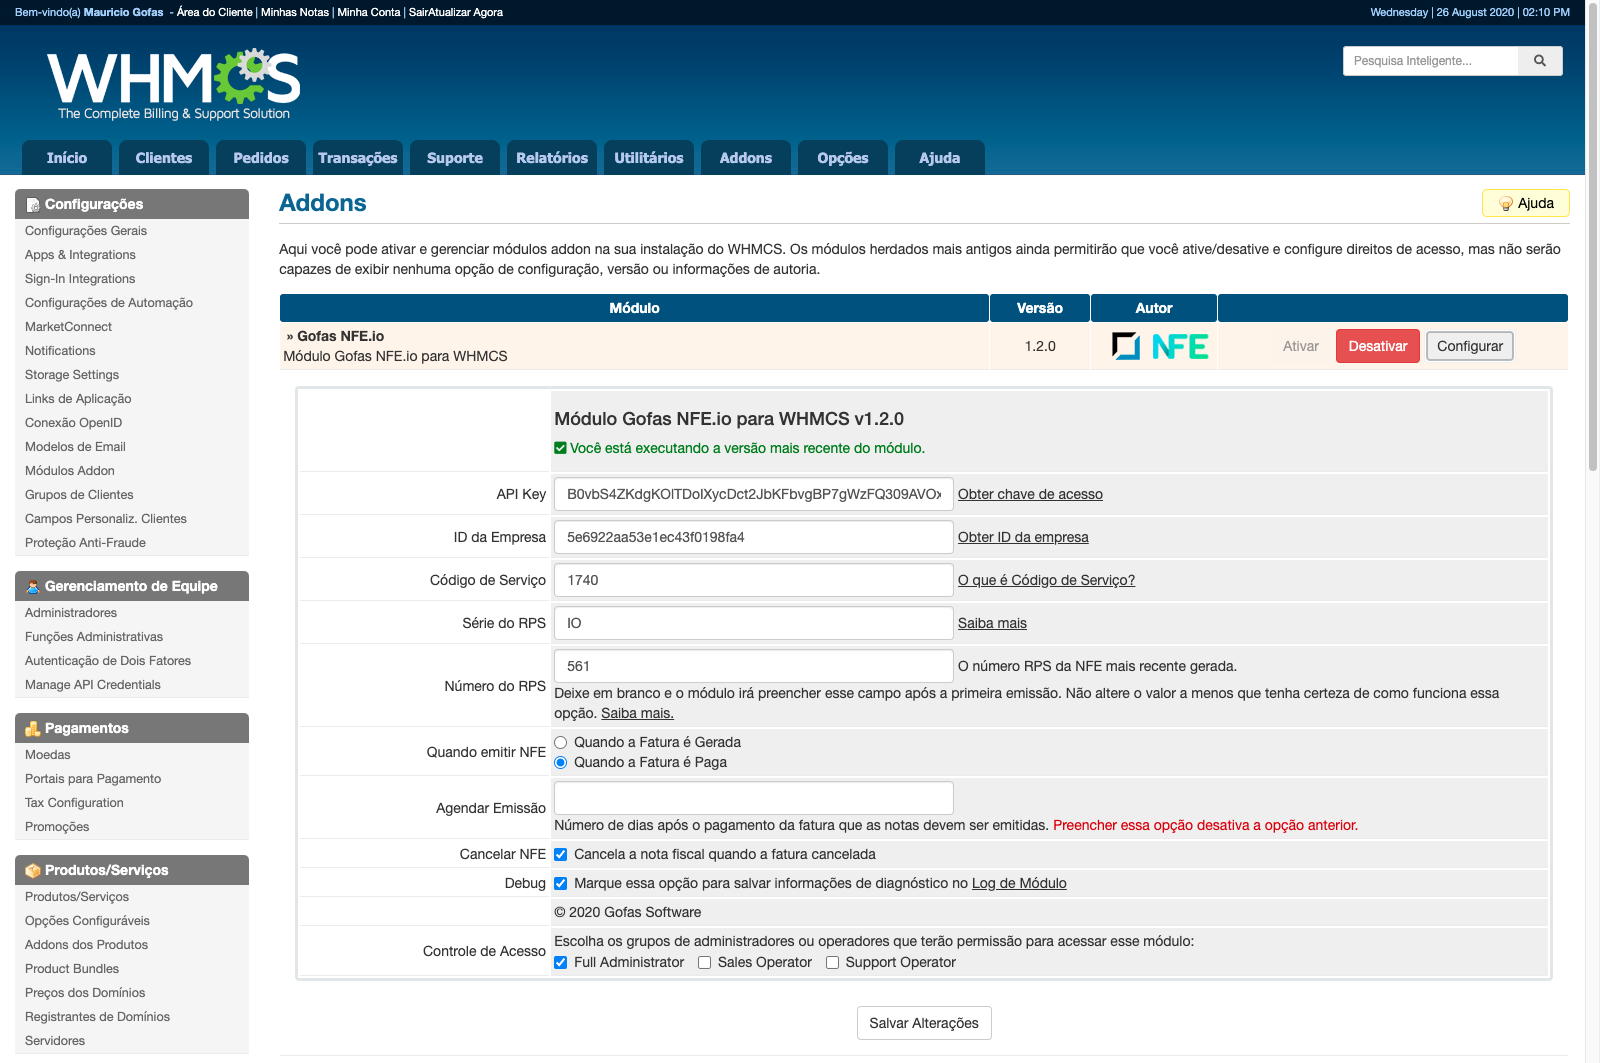 Bem-vindo(a) Mauricio Gofas - Área do Cliente | Minhas Notas | Minha Conta | SairAtualizar Agora
Wednesday | 26 August 2020 | 02:10 PM
WHMCS
The Complete Billing & Support Solution
Pesquisa Inteligente...
Início Clientes Pedidos Transações Suporte Relatórios Utilitários Addons Opções Ajuda
Configurações
Configurações Gerais
Apps & Integrations
Sign-In Integrations
Configurações de Automação
MarketConnect
Notifications
Storage Settings
Links de Aplicação
Conexão OpenID
Modelos de Email
Módulos Addon
Grupos de Clientes
Campos Personaliz. Clientes
Proteção Anti-Fraude
Gerenciamento de Equipe
Administradores
Funções Administrativas
Autenticação de Dois Fatores
Manage API Credentials
Pagamentos
Moedas
Portais para Pagamento
Tax Configuration
Promoções
Produtos/Serviços
Produtos/Serviços
Opções Configuráveis
Addons dos Produtos
Product Bundles
Preços dos Domínios
Registrantes de Domínios
Servidores
Addons
Ajuda
Aqui você pode ativar e gerenciar módulos addon na sua instalação do WHMCS. Os módulos herdados mais antigos ainda permitirão que você ative/desative e configure direitos de acesso, mas não serão
capazes de exibir nenhuma opção de configuração, versão ou informações de autoria.
Módulo Versão Autor
» Gofas NFE.io
Módulo Gofas NFE.io para WHMCS
1.2.0
NFE
Ativar Desativar Configurar
Módulo Gofas NFE.io para WHMCS v1.2.0
Você está executando a versão mais recente do módulo.
API Key B0vbS4ZKdgKOlTDolXycDct2JbKFbvgBP7gWzFQ309AVOx Obter chave de acesso
ID da Empresa 5e6922aa53e1ec43f0198fa4 Obter ID da empresa
Código de Serviço 1740 O que é Código de Serviço?
Série do RPS IO Saiba mais
Número do RPS 561 O número RPS da NFE mais recente gerada.
Deixe em branco e o módulo irá preencher esse campo após a primeira emissão. Não altere o valor a menos que tenha certeza de como funciona essa
opção. Saiba mais.
Quando emitir NFE Quando a Fatura é Gerada
Quando a Fatura é Paga
Agendar Emissão
Número de dias após o pagamento da fatura que as notas devem ser emitidas. Preencher essa opção desativa a opção anterior.
Cancelar NFE Cancela a nota fiscal quando a fatura cancelada
Debug Marque essa opção para salvar informações de diagnóstico no Log de Módulo
© 2020 Gofas Software
Controle de Acesso Escolha os grupos de administradores ou operadores que terão permissão para acessar esse módulo:
Full Administrator Sales Operator Support Operator
Salvar Alterações